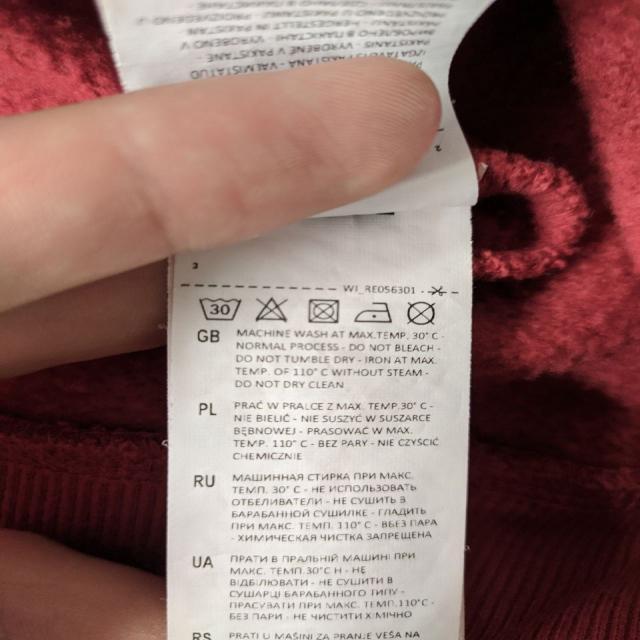 WI_RE056301
30
GB MACHINE WASH AT MAX.TEMP. 30° C -
NORMAL PROCESS - DO NOT BLEACH -
DO NOT TUMBLE DRY - IRON AT MAX.
TEMP. OF 110° C WITHOUT STEAM -
DO NOT DRY CLEAN
PL PRAĆ W PRALCE Z MAX. TEMP.30° C -
NIE BIELIĆ - NIE SUSZYĆ W SUSZARCE
BĘBNOWEJ - PRASOWAĆ W MAX.
TEMP. 110° C - BEZ PARY - NIE CZYŚCIĆ
CHEMICZNIE
RU МАШИННАЯ СТИРКА ПРИ МАКС.
ТЕМП. 30° С - НЕ ИСПОЛЬЗОВАТЬ
ОТБЕЛИВАТЕЛИ - НЕ СУШИТЬ В
БАРАБАННОЙ СУШИЛКЕ - ГЛАДИТЬ
ПРИ МАКС. ТЕМП. 110° С - ВБЕЗ ПАРА
- ХИМИЧЕСКАЯ ЧИСТКА ЗАПРЕЩЕНА
UA ПРАТИ В ПРАЛЬНІЙ МАШИНІ ПРИ
МАКС. ТЕМП.30°С Н - НЕ
ВІДБІЛЮВАТИ - НЕ СУШИТИ В
СУШАРЦІ БАРАБАННОГО ТИПУ -
ПРАСУВАТИ ПРИ МАКС. ТЕМП.110°С -
БЕЗ ПАРИ - НЕ ЧИСТИТИ ХІМІЧНО
RS PRATI U MAŠINI ZA PRANJE VEŠA NA